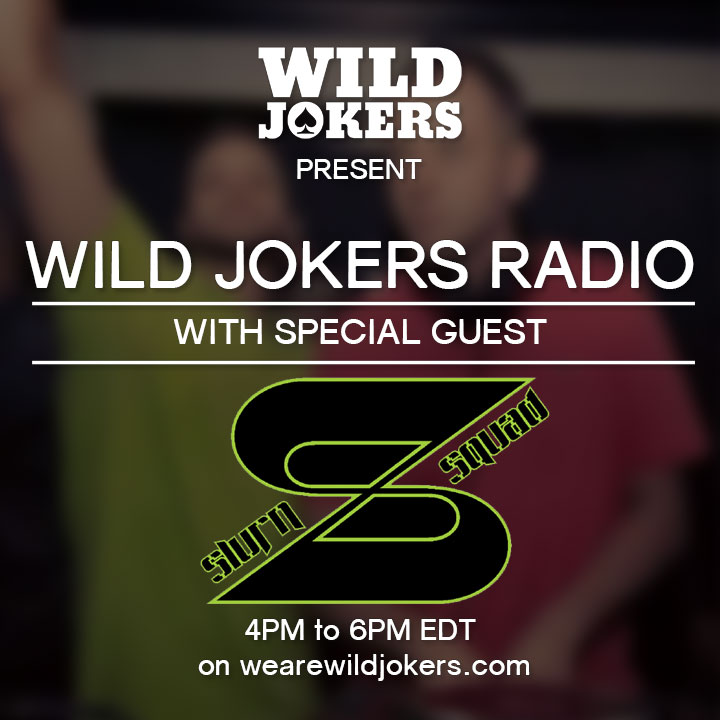 WILD
JOKERS
PRESENT
WILD JOKERS RADIO
WITH SPECIAL GUEST
squad
slurn
4PM to 6PM EDT
on wearewildjokers.com